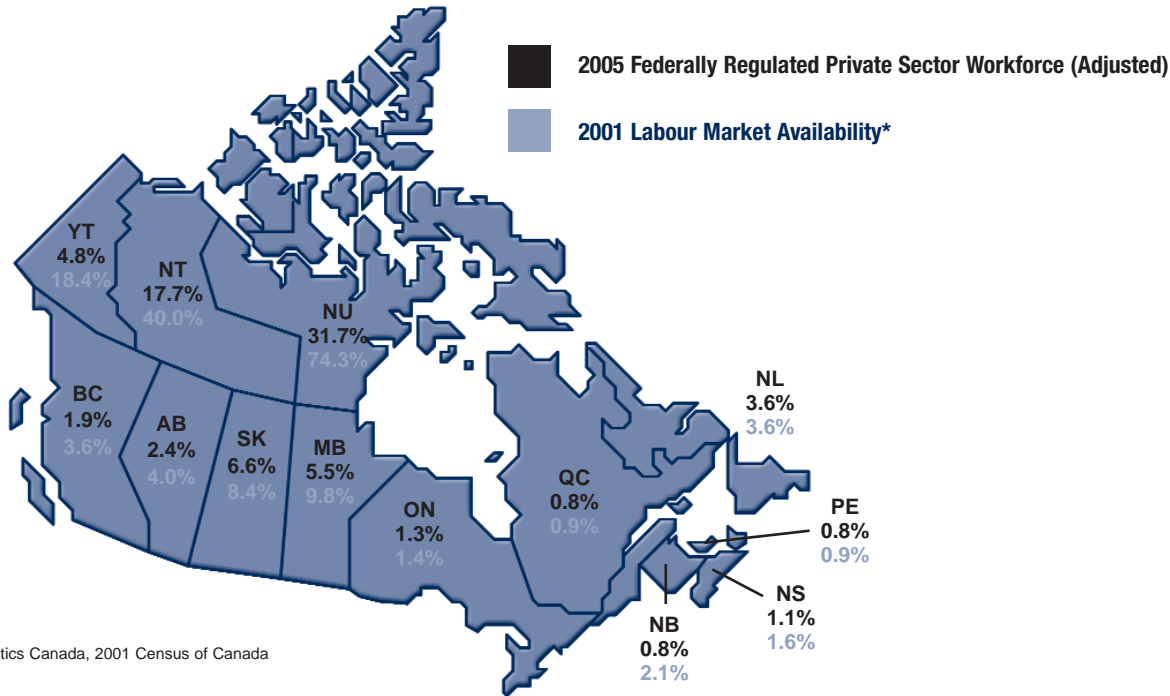 2005 Federally Regulated Private Sector Workforce (Adjusted)
2001 Labour Market Availability*
YT
4.8%
18.4%
NT
17.7%
40.0%
NU
31.7%
74.3%
BC
1.9%
3.6%
AB
2.4%
4.0%
SK
6.6%
8.4%
MB
5.5%
9.8%
ON
1.3%
1.4%
QC
0.8%
0.9%
NL
3.6%
3.6%
PE
0.8%
0.9%
NS
1.1%
1.6%
NB
0.8%
2.1%
Canada, 2001 Census of Canada